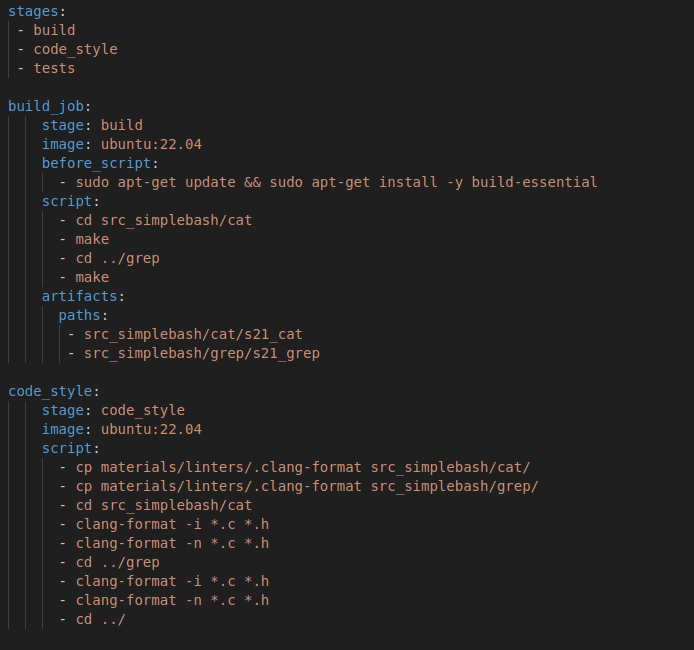 stages:
- build
- code_style
- tests
build_job:
stage: build
image: ubuntu:22.04
before_script:
- sudo apt-get update && sudo apt-get install -y build-essential
script:
- cd src_simplebash/cat
- make
- cd ../grep
- make
artifacts:
paths:
- src_simplebash/cat/s21_cat
- src_simplebash/grep/s21_grep
code_style:
stage: code_style
image: ubuntu:22.04
script:
- cp materials/linters/.clang-format src_simplebash/cat/
- cp materials/linters/.clang-format src_simplebash/grep/
- cd src_simplebash/cat
- clang-format -i *.c *.h
- clang-format -n *.c *.h
- cd ../grep
- clang-format -i *.c *.h
- clang-format -n *.c *.h
- cd ../